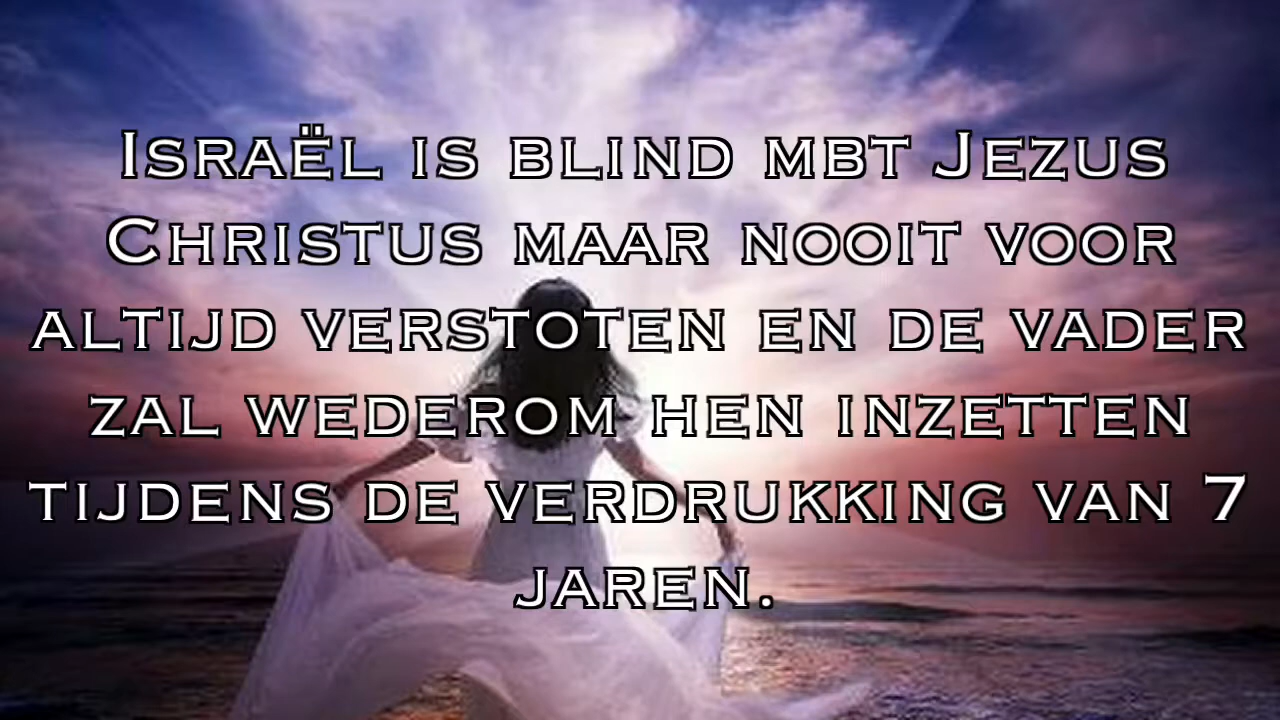 Israël is blind mbt Jezus
Christus maar nooit voor
altijd verstoten en de vader
zal wederom hen inzetten
tijdens de verdrukking van 7
jaren.